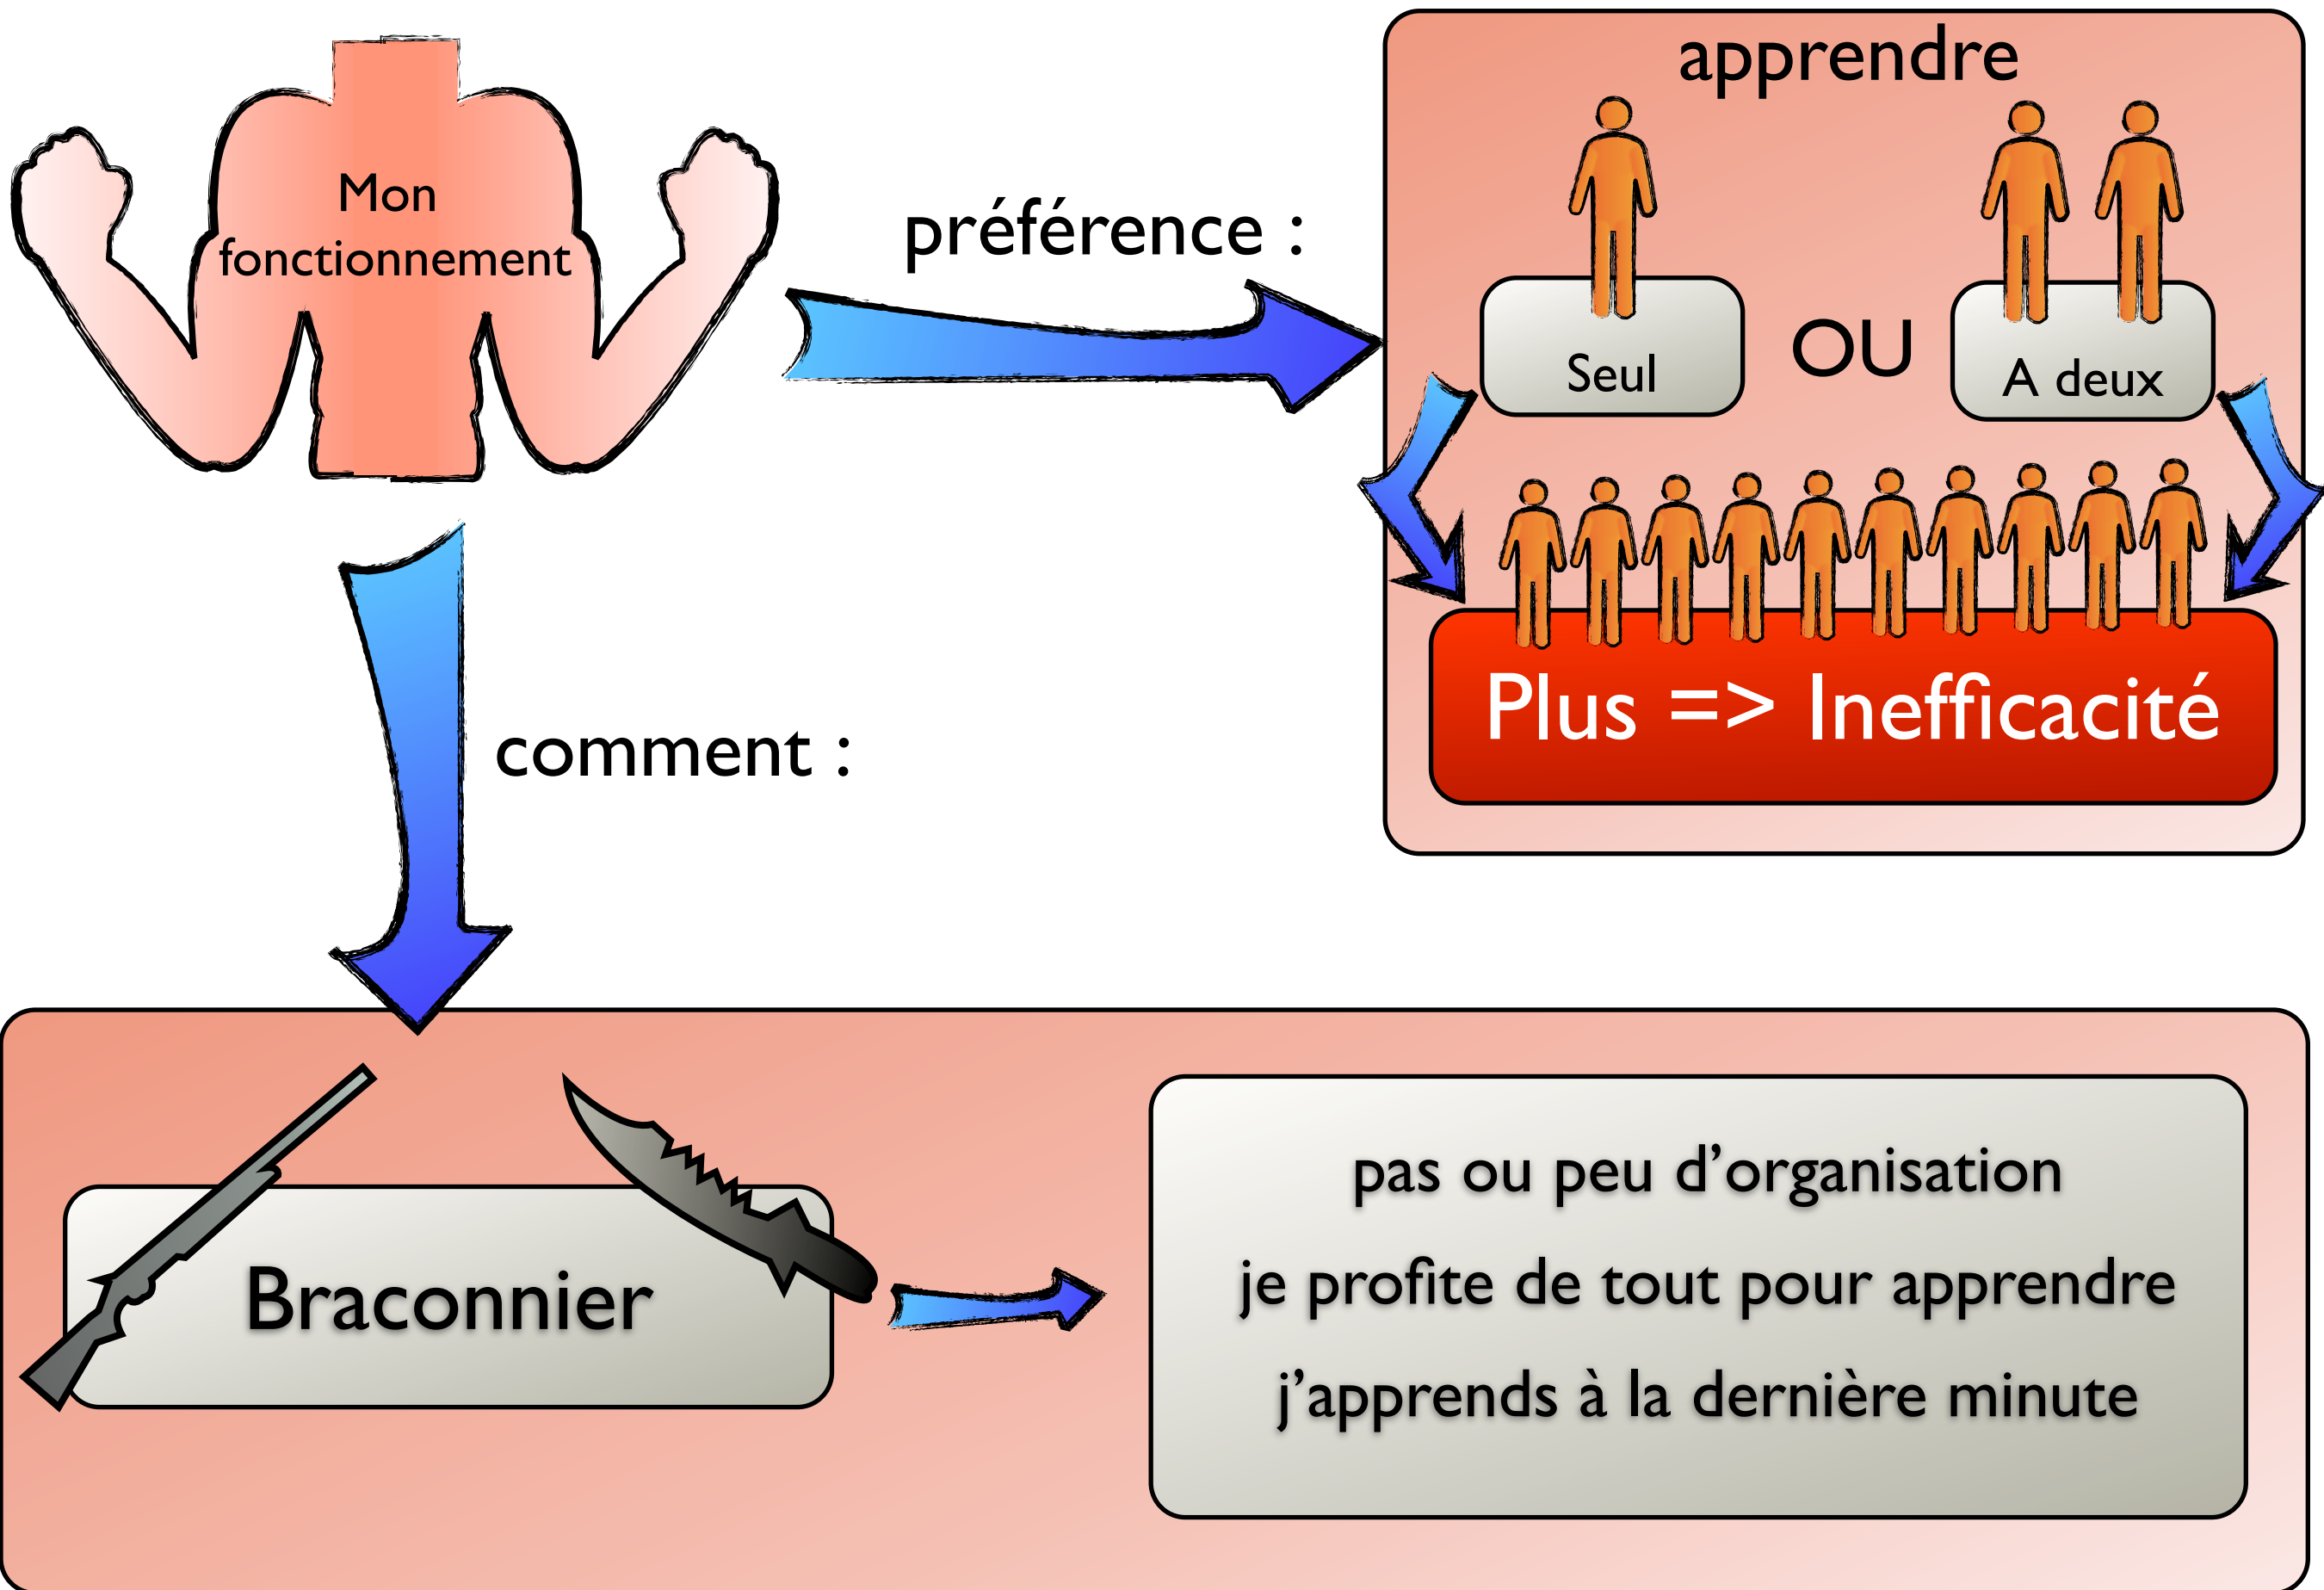 Mon
fonctionnement
préférence :
apprendre
Seul
OU
A deux
Plus => Inefficacité
comment :
Braconnier
pas ou peu d’organisation
je profite de tout pour apprendre
j’apprends à la dernière minute